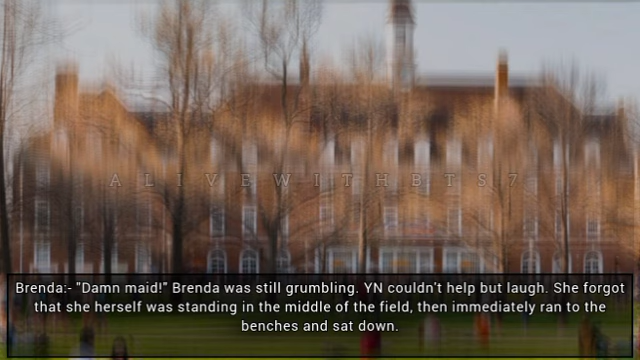 ALIVEWITHBTS7
Brenda:- "Damn maid!" Brenda was still grumbling. YN couldn't help but laugh. She forgot
that she herself was standing in the middle of the field, then immediately ran to the
benches and sat down.